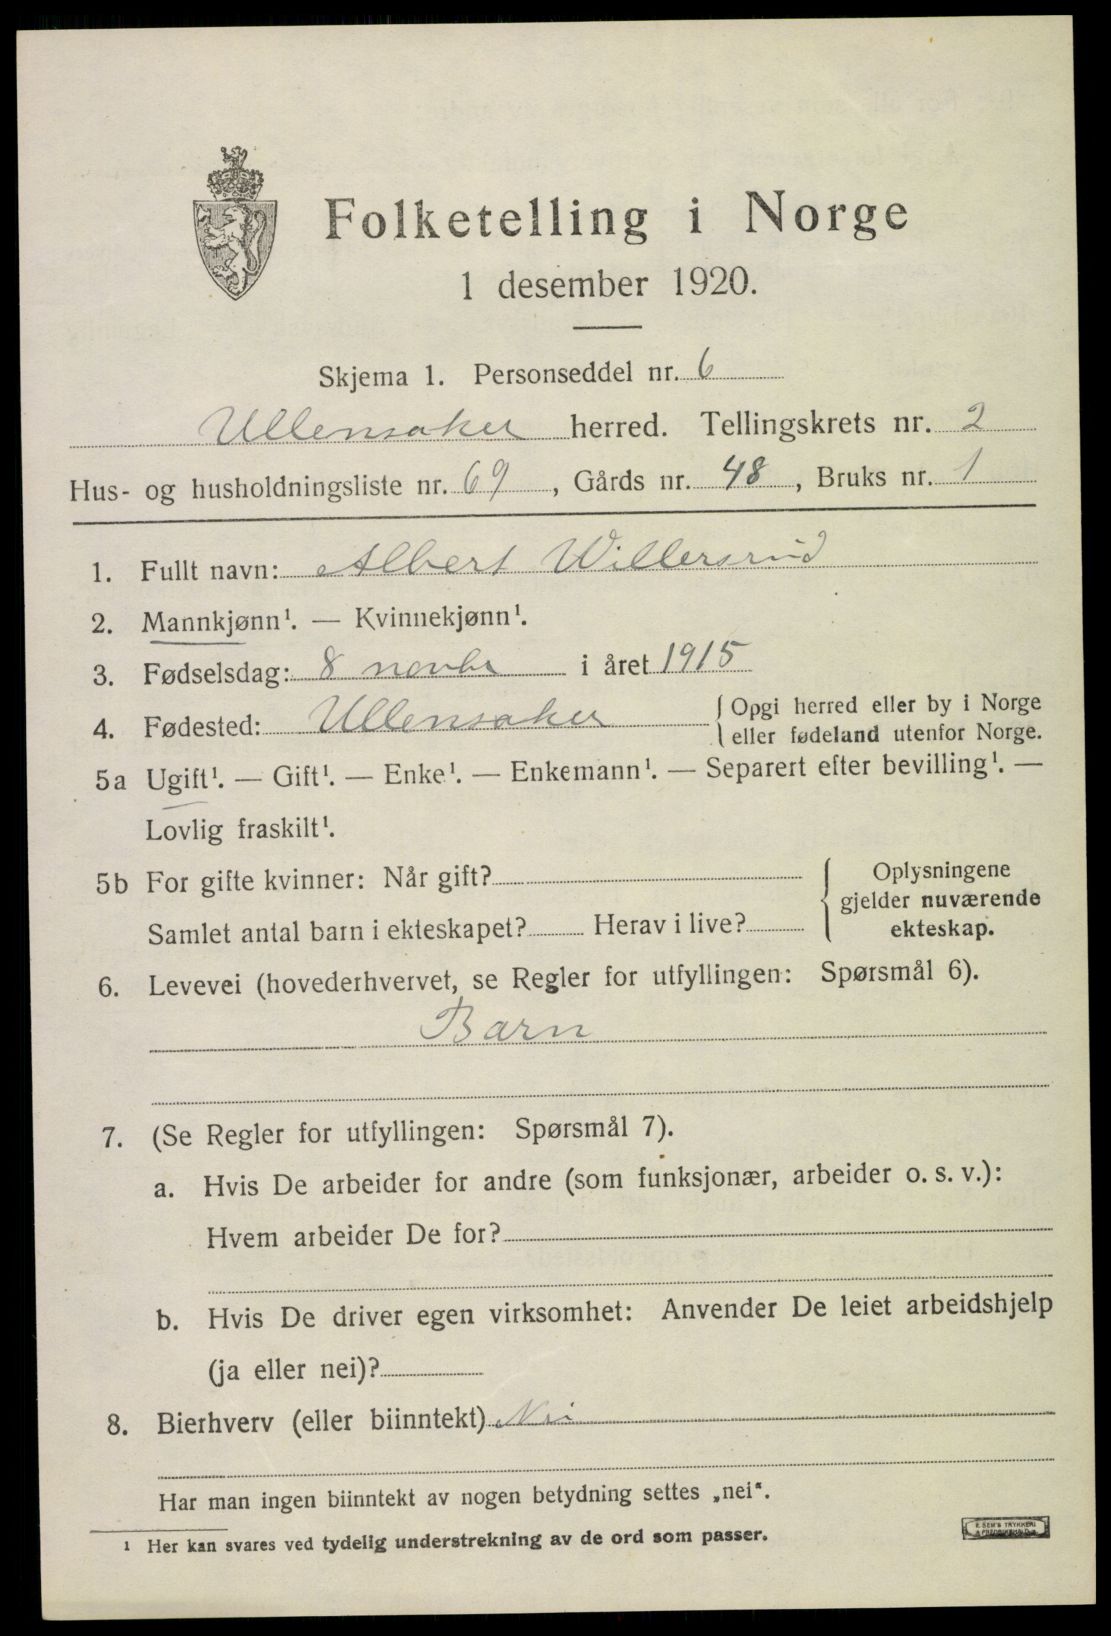 Folketelling i Norge
1 desember 1920.
Skjema 1. Personseddel nr. 6
Ullensaker herred. Tellingskrets nr. 2
Hus- og husholdningsliste nr. 69, Gårds nr. 48, Bruks nr. 1
1. Fullt navn: Albert Willersrud
2. Mannkjønn¹. — Kvinnekjønn¹.
3. Fødselsdag: 8 novbr i året 1915
4. Fødested: Ullensaker { Opgi herred eller by i Norge
eller fødeland utenfor Norge.
5a Ugift¹. — Gift¹. — Enke¹. — Enkemann¹. — Separert efter bevilling¹. —
Lovlig fraskilt¹.
5b For gifte kvinner: Når gift?
Samlet antal barn i ekteskapet? Herav i live?
{ Oplysningene
gjelder nuværende
ekteskap.
6. Levevei (hovederhvervet, se Regler for utfyllingen: Spørsmål 6).
Barn
7. (Se Regler for utfyllingen: Spørsmål 7).
a. Hvis De arbeider for andre (som funksjonær, arbeider o. s. v.):
Hvem arbeider De for?
b. Hvis De driver egen virksomhet: Anvender De leiet arbeidshjelp
(ja eller nei)?
8. Bierhverv (eller biinntekt) Nei
Har man ingen biinntekt av nogen betydning settes „nei".
¹ Her kan svares ved tydelig understrekning av de ord som passer.
E. SEM'S TRYKKERI
FREDRIKSHALD